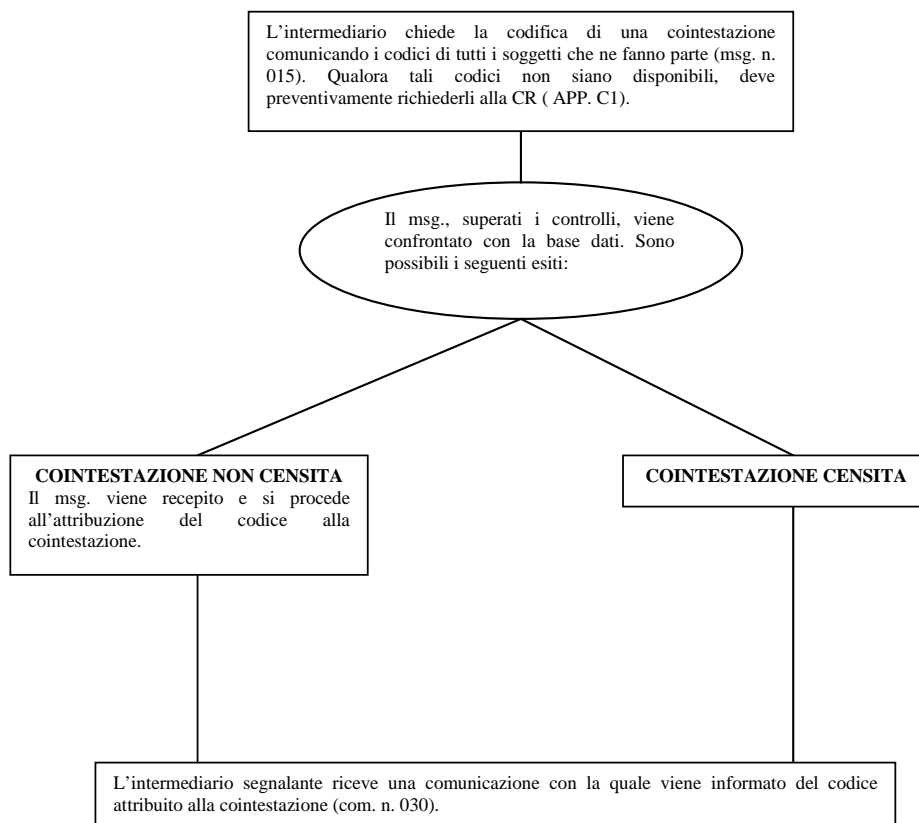 L'intermediario chiede la codifica di una cointestazione
comunicando i codici di tutti i soggetti che ne fanno parte (msg. n.
015). Qualora tali codici non siano disponibili, deve
preventivamente richiederli alla CR ( APP. C1).
Il msg., superati i controlli, viene
confrontato con la base dati. Sono
possibili i seguenti esiti:
COINTESTAZIONE NON CENSITA
Il msg. viene recepito e si procede
all'attribuzione del codice alla
cointestazione.
COINTESTAZIONE CENSITA
L'intermediario segnalante riceve una comunicazione con la quale viene informato del codice
attribuito alla cointestazione (com. n. 030).